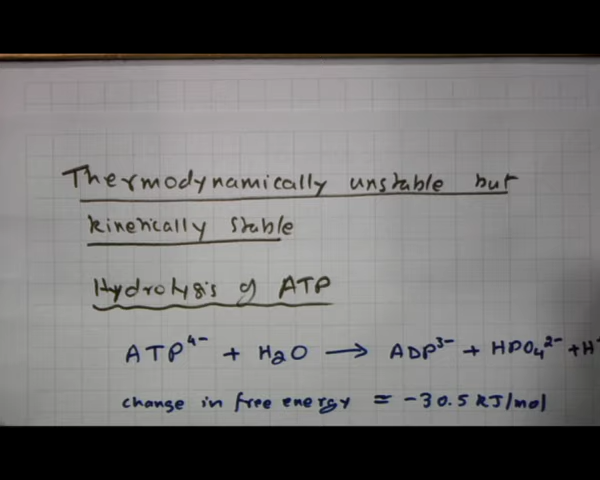 Thermodynamically unstable but
kinetically stable
Hydrolysis of ATP
ATP⁴⁻ + H₂O → ADP³⁻ + HPO₄²⁻ + H⁺
change in free energy = -30.5 kJ/mol